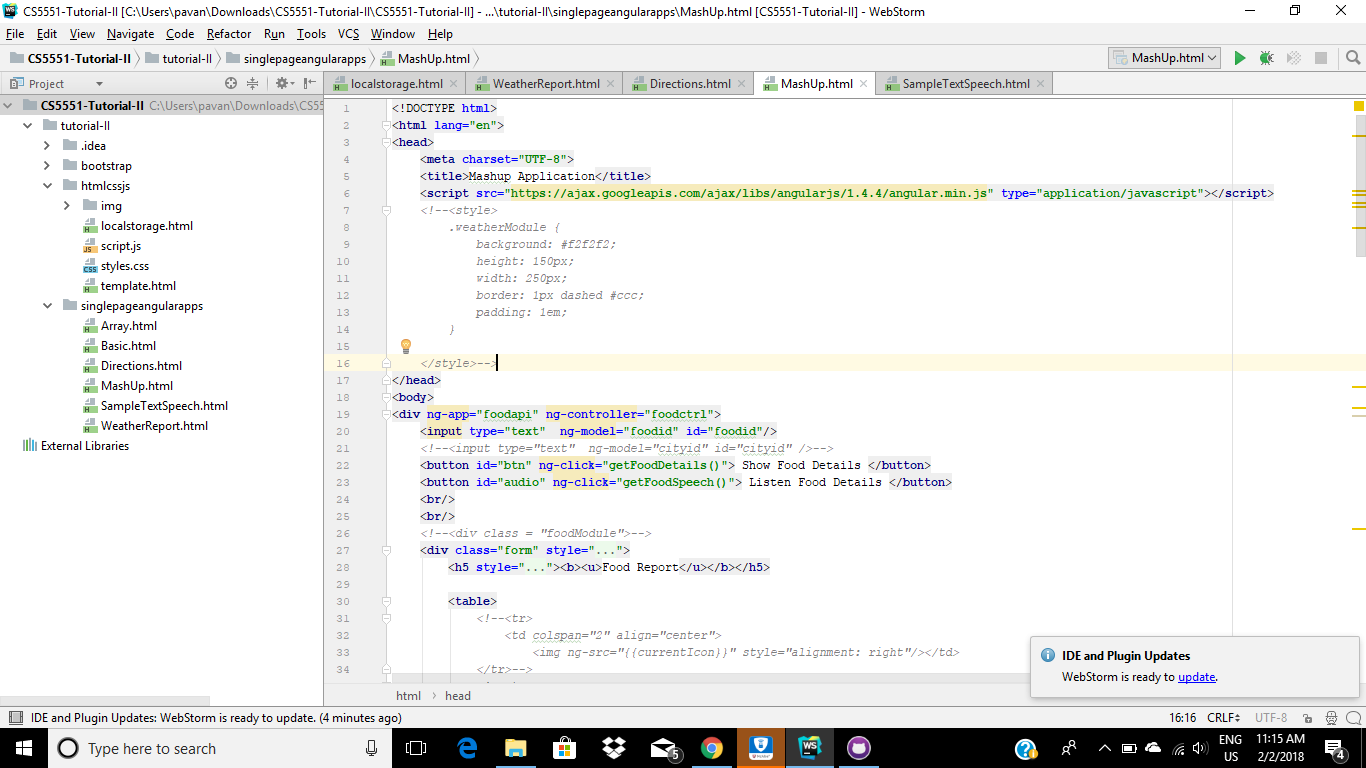 CS5551-Tutorial-II [C:\Users\pavan\Downloads\CS5551-Tutorial-II\CS5551-Tutorial-II] - ...\tutorial-II\singlepageangularapps\MashUp.html [CS5551-Tutorial-II] - WebStorm
File Edit View Navigate Code Refactor Run Tools VCS Window Help
CS5551-Tutorial-II tutorial-II singlepageangularapps MashUp.html MashUp.html
Project localstorage.html WeatherReport.html Directions.html MashUp.html SampleTextSpeech.html
CS5551-Tutorial-II C:\Users\pavan\Downloads\CS55
tutorial-II
.idea
bootstrap
htmlcssjs
img
localstorage.html
script.js
styles.css
template.html
singlepageangularapps
Array.html
Basic.html
Directions.html
MashUp.html
SampleTextSpeech.html
WeatherReport.html
External Libraries
1 <!DOCTYPE html>
2 <html lang="en">
3 <head>
4 <meta charset="UTF-8">
5 <title>Mashup Application</title>
6 <script src="https://ajax.googleapis.com/ajax/libs/angularjs/1.4.4/angular.min.js" type="application/javascript"></script>
7 <!--<style>
8 .weatherModule {
9 background: #f2f2f2;
10 height: 150px;
11 width: 250px;
12 border: 1px dashed #ccc;
13 padding: 1em;
14 }
15
16 </style>-->
17 </head>
18 <body>
19 <div ng-app="foodapi" ng-controller="foodctrl">
20 <input type="text" ng-model="foodid" id="foodid"/>
21 <!--<input type="text" ng-model="cityid" id="cityid" />-->
22 <button id="btn" ng-click="getFoodDetails()"> Show Food Details </button>
23 <button id="audio" ng-click="getFoodSpeech()"> Listen Food Details </button>
24 <br/>
25 <br/>
26 <!--<div class = "foodModule">-->
27 <div class="form" style="...">
28 <h5 style="..."><b><u>Food Report</u></b></h5>
29
30 <table>
31 <!--<tr>
32 <td colspan="2" align="center">
33 <img ng-src="{{currentIcon}}" style="alignment: right"/></td>
34 </tr>-->
html head
IDE and Plugin Updates
WebStorm is ready to update.
IDE and Plugin Updates: WebStorm is ready to update. (4 minutes ago) 16:16 CRLF UTF-8
Type here to search 5 ENG US 11:15 AM 2/2/2018 4